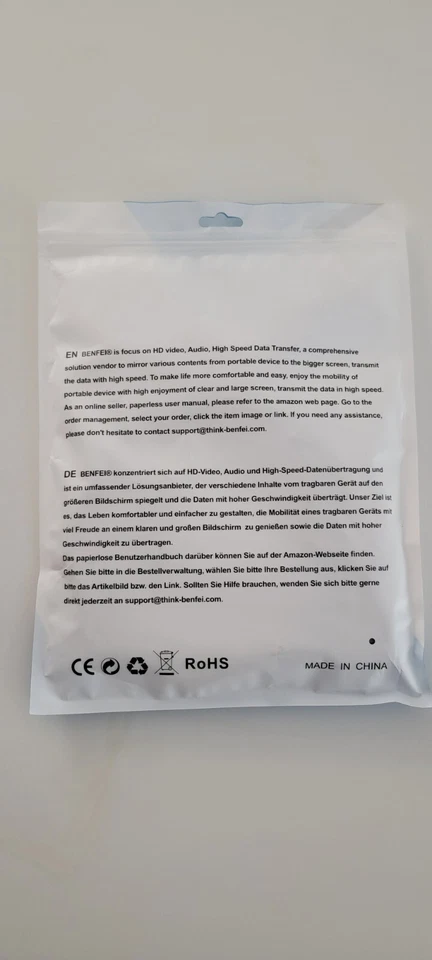 EN BENFEI® is focus on HD video, Audio, High Speed Data Transfer, a comprehensive
solution vendor to mirror various contents from portable device to the bigger screen, transmit
the data with high speed. To make life more comfortable and easy, enjoy the mobility of
portable device with high enjoyment of clear and large screen, transmit the data in high speed.
As an online seller, paperless user manual, please refer to the amazon web page. Go to the
order management, select your order, click the item image or link. If you need any assistance,
please don't hesitate to contact support@think-benfei.com.
DE BENFEI® konzentriert sich auf HD-Video, Audio und High-Speed-Datenübertragung und
ist ein umfassender Lösungsanbieter, der verschiedene Inhalte vom tragbaren Gerät auf den
größeren Bildschirm spiegelt und die Daten mit hoher Geschwindigkeit überträgt. Unser Ziel ist
es, das Leben komfortabler und einfacher zu gestalten, die Mobilität eines tragbaren Geräts mit
viel Freude an einem klaren und großen Bildschirm zu genießen sowie die Daten mit hoher
Geschwindigkeit zu übertragen.
Das papierlose Benutzerhandbuch darüber können Sie auf der Amazon-Webseite finden.
Gehen Sie bitte in die Bestellverwaltung, wählen Sie bitte Ihre Bestellung aus, klicken Sie auf
bitte das Artikelbild bzw. den Link. Sollten Sie Hilfe brauchen, wenden Sie sich bitte gerne
direkt jederzeit an support@think-benfei.com.
CE RoHS MADE IN CHINA